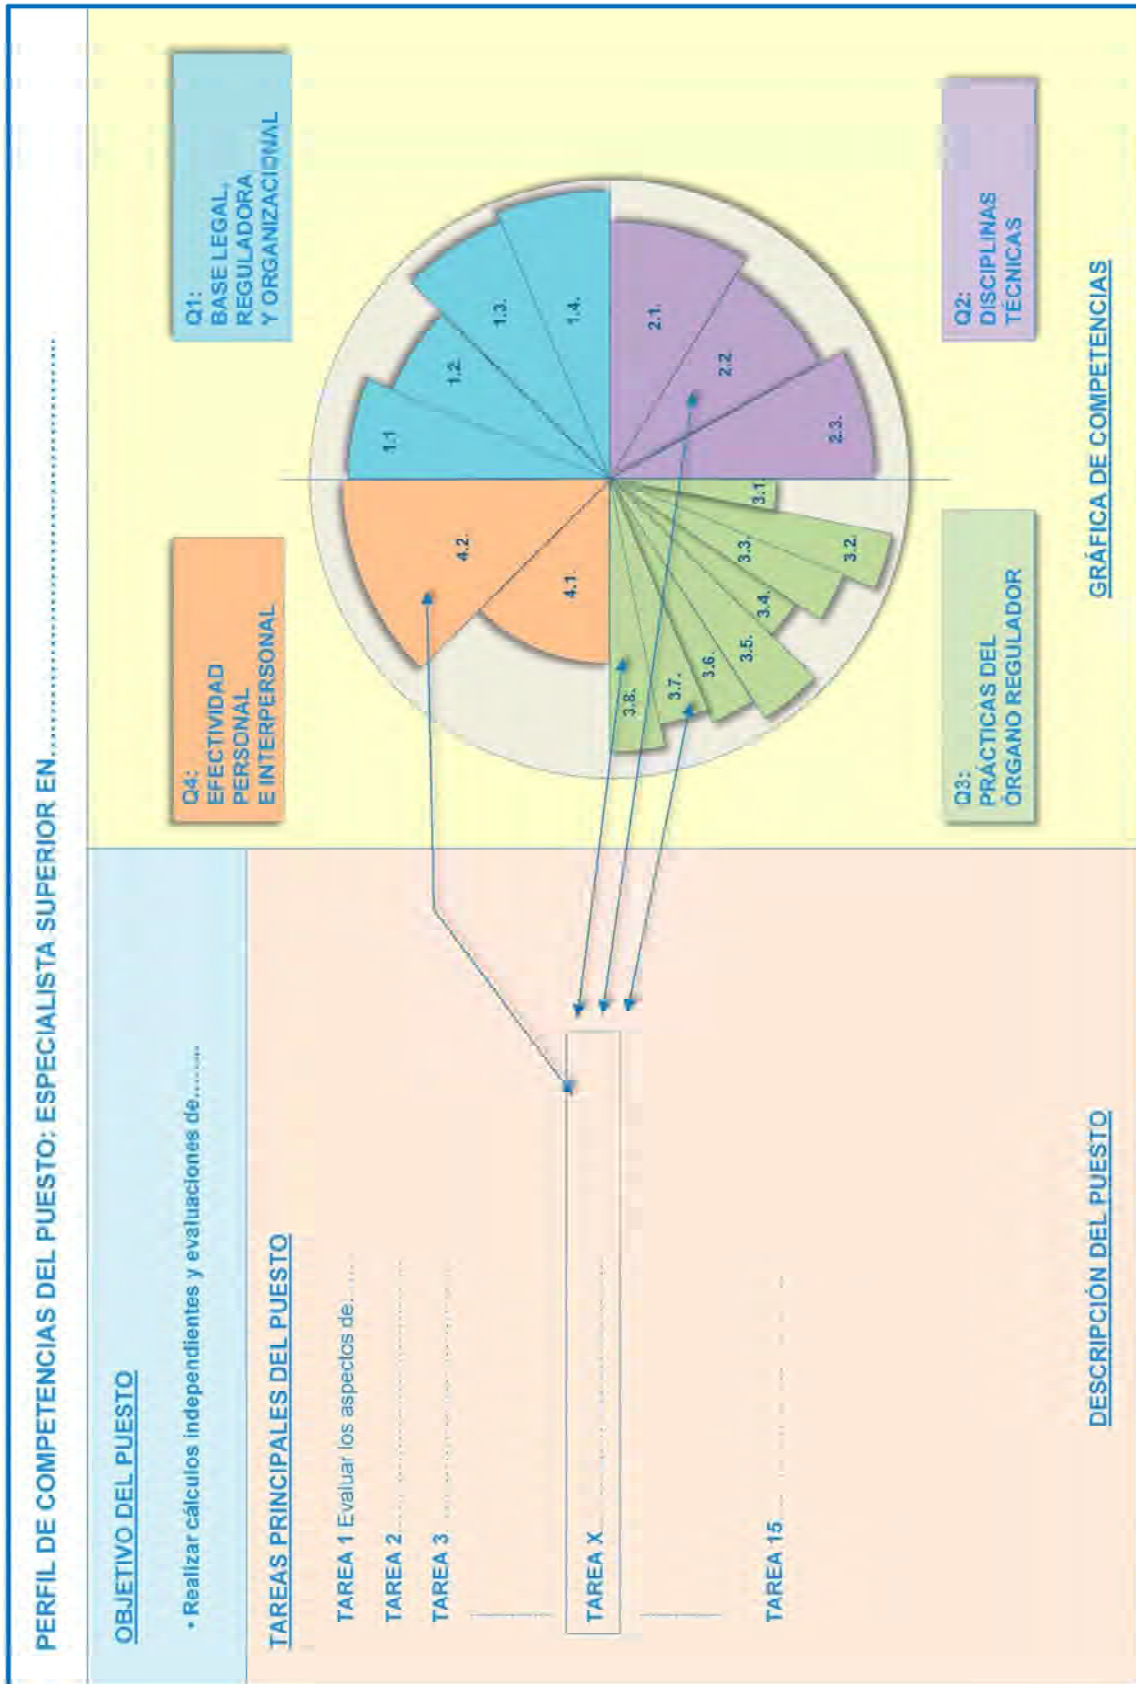 PERFIL DE COMPETENCIAS DEL PUESTO: ESPECIALISTA SUPERIOR EN..........................................................
OBJETIVO DEL PUESTO
• Realizar cálculos independientes y evaluaciones de........
TAREAS PRINCIPALES DEL PUESTO
TAREA 1 Evaluar los aspectos de.......
TAREA 2
TAREA 3
TAREA X
TAREA 15
DESCRIPCIÓN DEL PUESTO
Q4:
EFECTIVIDAD
PERSONAL
E INTERPERSONAL
Q1:
BASE LEGAL,
REGULADORA
Y ORGANIZACIONAL
1.1
1.2.
1.3.
1.4.
4.2.
4.1.
2.1.
2.2.
2.3.
3.1.
3.2.
3.3.
3.4.
3.5.
3.6.
3.7.
3.8.
Q3:
PRÁCTICAS DEL
ÓRGANO REGULADOR
Q2:
DISCIPLINAS
TÉCNICAS
GRÁFICA DE COMPETENCIAS